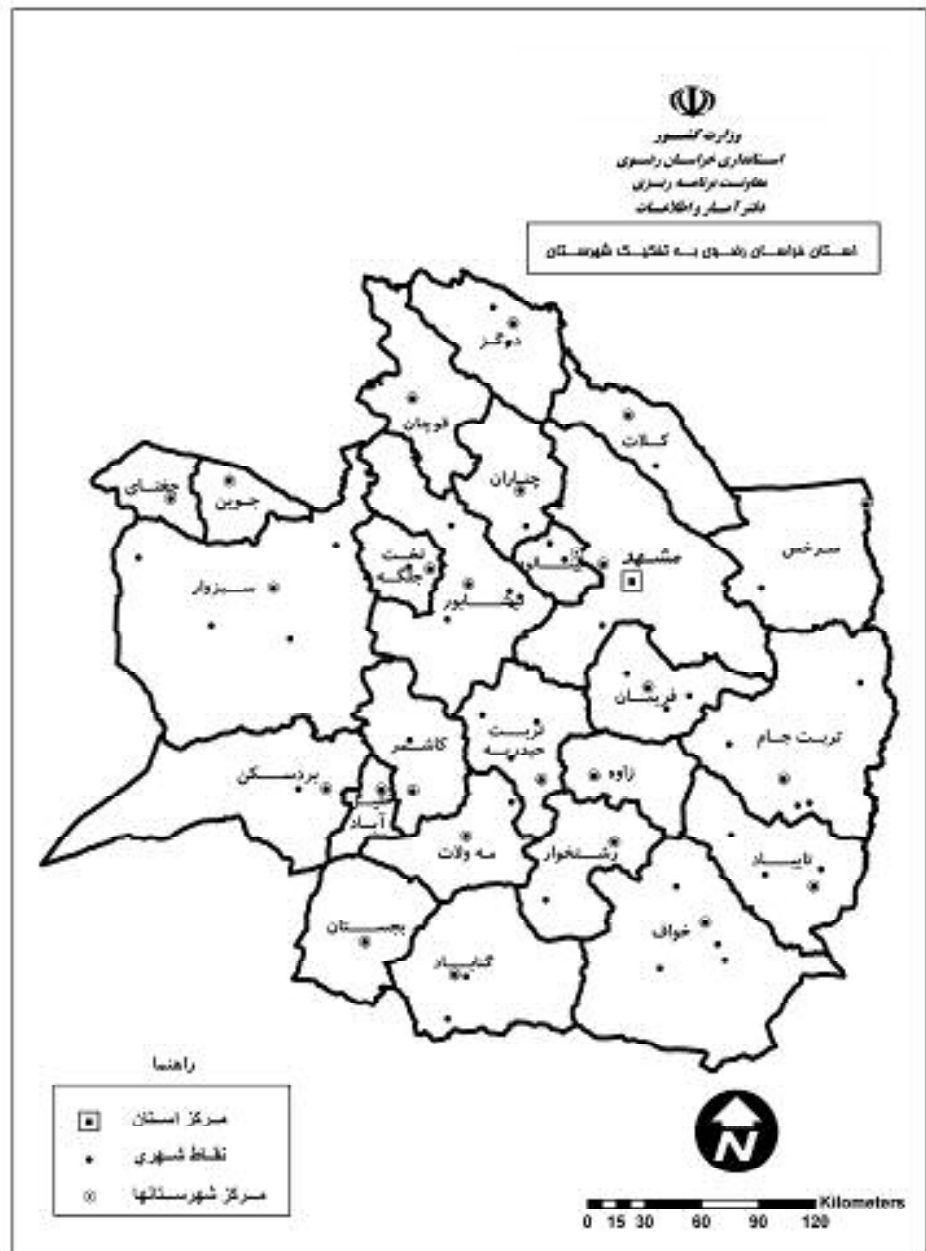 وزارت کشور
استانداری خراسان رضوی
معاونت برنامه ریزی
دفتر آمار و اطلاعات
استان خراسان رضوی به تفکیک شهرستان
درگز
قوچان
کلات
چناران
جغتای
جوین
سرخس
مشهد
تخت
جلگه
نیشابور
سبزوار
فریمان
تربت
حیدریه
تربت جام
کاشمر
زاوه
بردسکن
آباد
مه ولات
رشتخوار
تایباد
بجستان
خواف
گناباد
راهنما
مرکز استان
نقاط شهری
مرکز شهرستانها
N
Kilometers
0 15 30 60 90 120